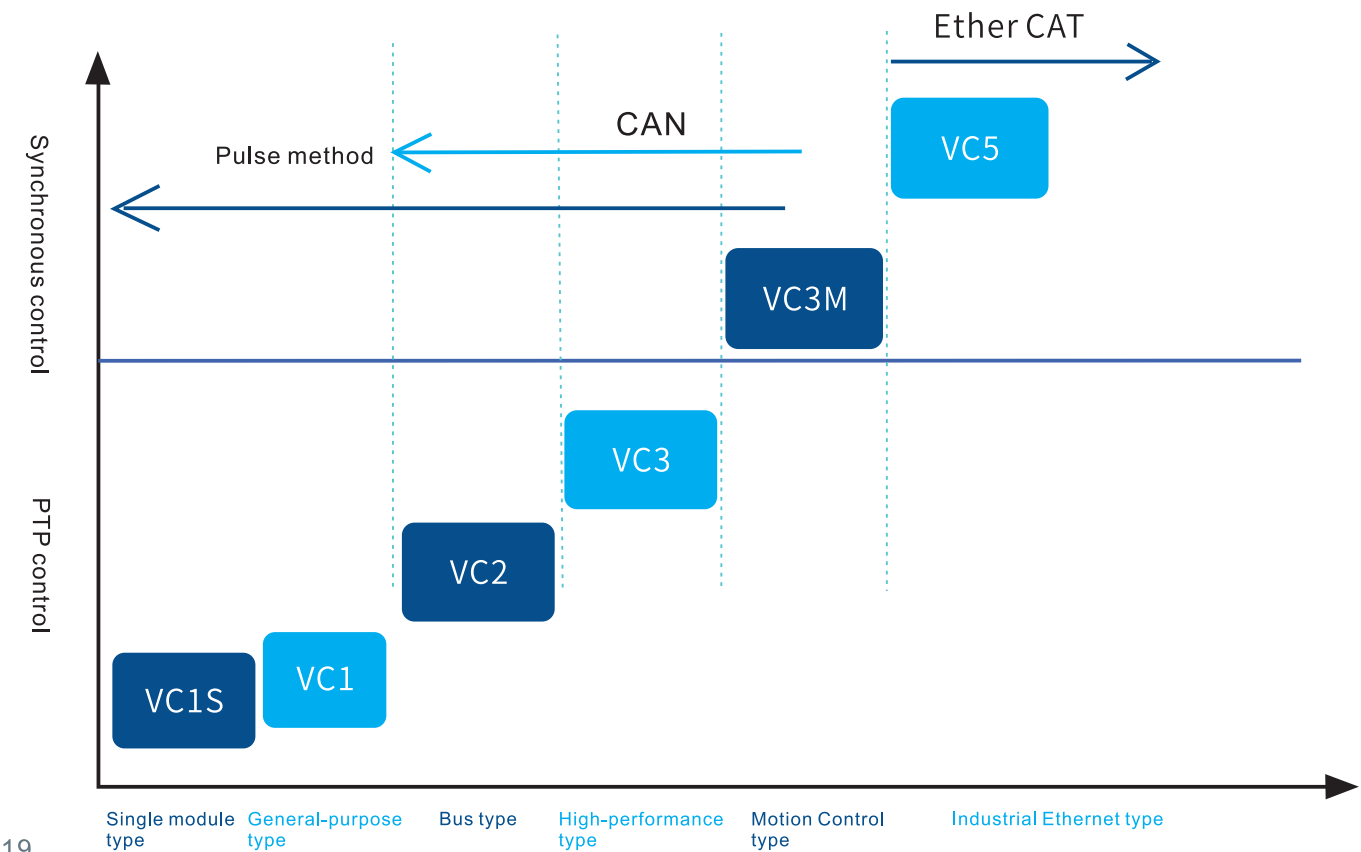 Ether CAT
CAN
Pulse method
VC5
Synchronous control
VC3M
VC3
PTP control
VC2
VC1
VC1S
Single module
type
General-purpose
type
Bus type
High-performance
type
Motion Control
type
Industrial Ethernet type
19